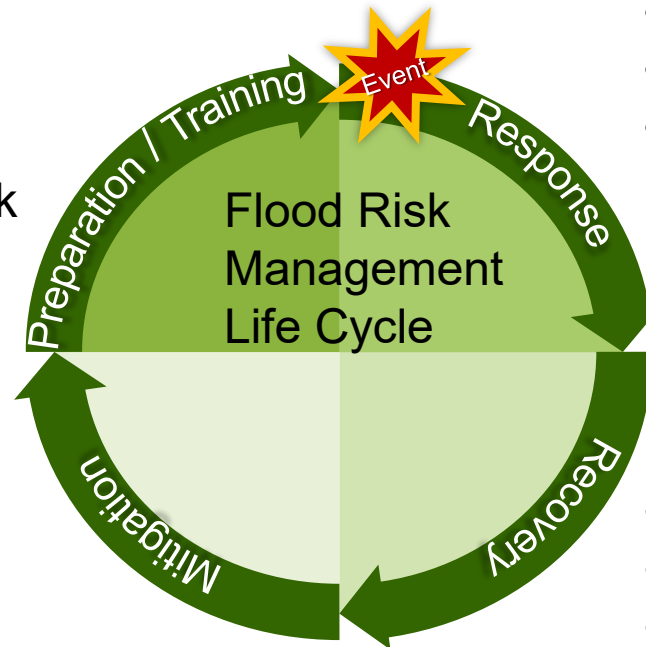 Event
Preparation / Training
Response
k
Flood Risk
Management
Life Cycle
Mitigation
Recovery